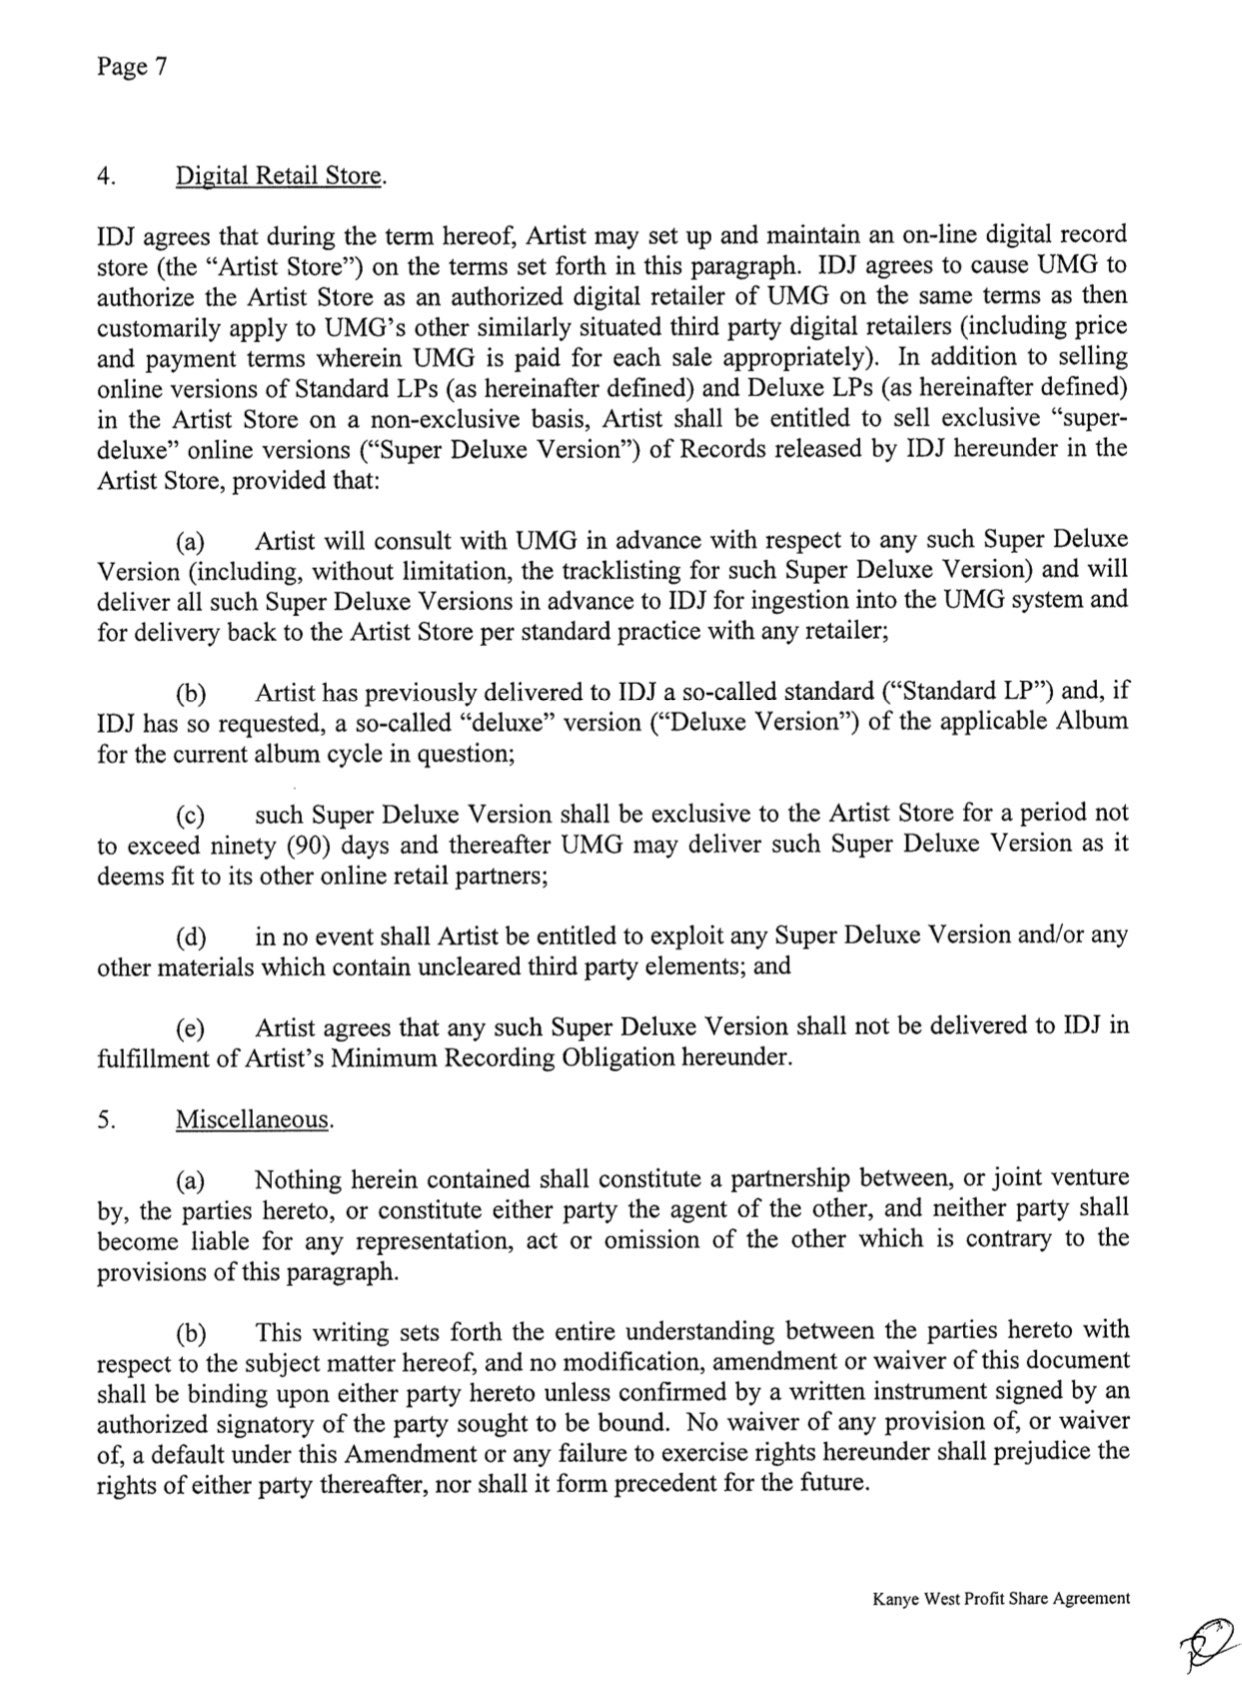 Page 7
4. Digital Retail Store.
IDJ agrees that during the term hereof, Artist may set up and maintain an on-line digital record
store (the “Artist Store”) on the terms set forth in this paragraph. IDJ agrees to cause UMG to
authorize the Artist Store as an authorized digital retailer of UMG on the same terms as then
customarily apply to UMG’s other similarly situated third party digital retailers (including price
and payment terms wherein UMG is paid for each sale appropriately). In addition to selling
online versions of Standard LPs (as hereinafter defined) and Deluxe LPs (as hereinafter defined)
in the Artist Store on a non-exclusive basis, Artist shall be entitled to sell exclusive “super-
deluxe” online versions (“Super Deluxe Version”) of Records released by IDJ hereunder in the
Artist Store, provided that:
(a) Artist will consult with UMG in advance with respect to any such Super Deluxe
Version (including, without limitation, the tracklisting for such Super Deluxe Version) and will
deliver all such Super Deluxe Versions in advance to IDJ for ingestion into the UMG system and
for delivery back to the Artist Store per standard practice with any retailer;
(b) Artist has previously delivered to IDJ a so-called standard (“Standard LP”) and, if
IDJ has so requested, a so-called “deluxe” version (“Deluxe Version”) of the applicable Album
for the current album cycle in question;
(c) such Super Deluxe Version shall be exclusive to the Artist Store for a period not
to exceed ninety (90) days and thereafter UMG may deliver such Super Deluxe Version as it
deems fit to its other online retail partners;
(d) in no event shall Artist be entitled to exploit any Super Deluxe Version and/or any
other materials which contain uncleared third party elements; and
(e) Artist agrees that any such Super Deluxe Version shall not be delivered to IDJ in
fulfillment of Artist’s Minimum Recording Obligation hereunder.
5. Miscellaneous.
(a) Nothing herein contained shall constitute a partnership between, or joint venture
by, the parties hereto, or constitute either party the agent of the other, and neither party shall
become liable for any representation, act or omission of the other which is contrary to the
provisions of this paragraph.
(b) This writing sets forth the entire understanding between the parties hereto with
respect to the subject matter hereof, and no modification, amendment or waiver of this document
shall be binding upon either party hereto unless confirmed by a written instrument signed by an
authorized signatory of the party sought to be bound. No waiver of any provision of, or waiver
of, a default under this Amendment or any failure to exercise rights hereunder shall prejudice the
rights of either party thereafter, nor shall it form precedent for the future.
Kanye West Profit Share Agreement